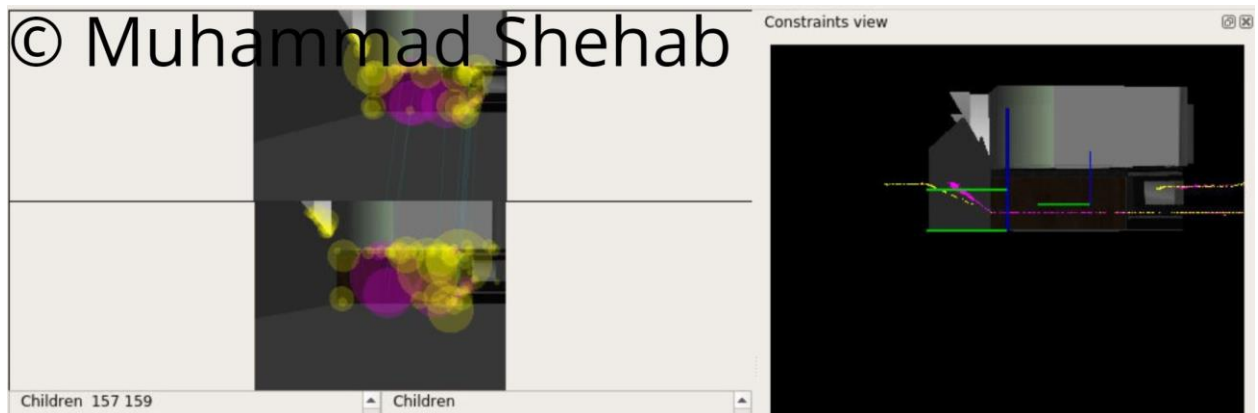 © Muhammad Shehab
Constraints view
Children 157 159
Children